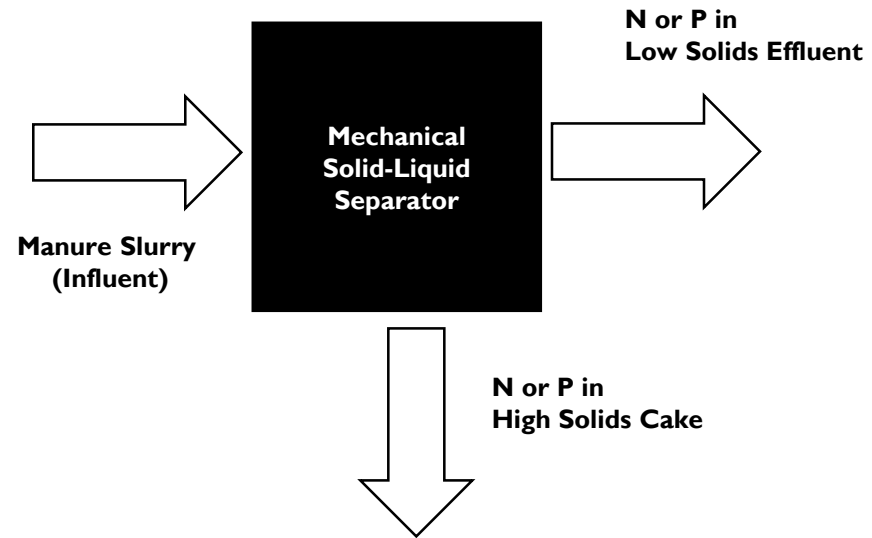 N or P in
Low Solids Effluent
Mechanical
Solid-Liquid
Separator
Manure Slurry
(Influent)
N or P in
High Solids Cake